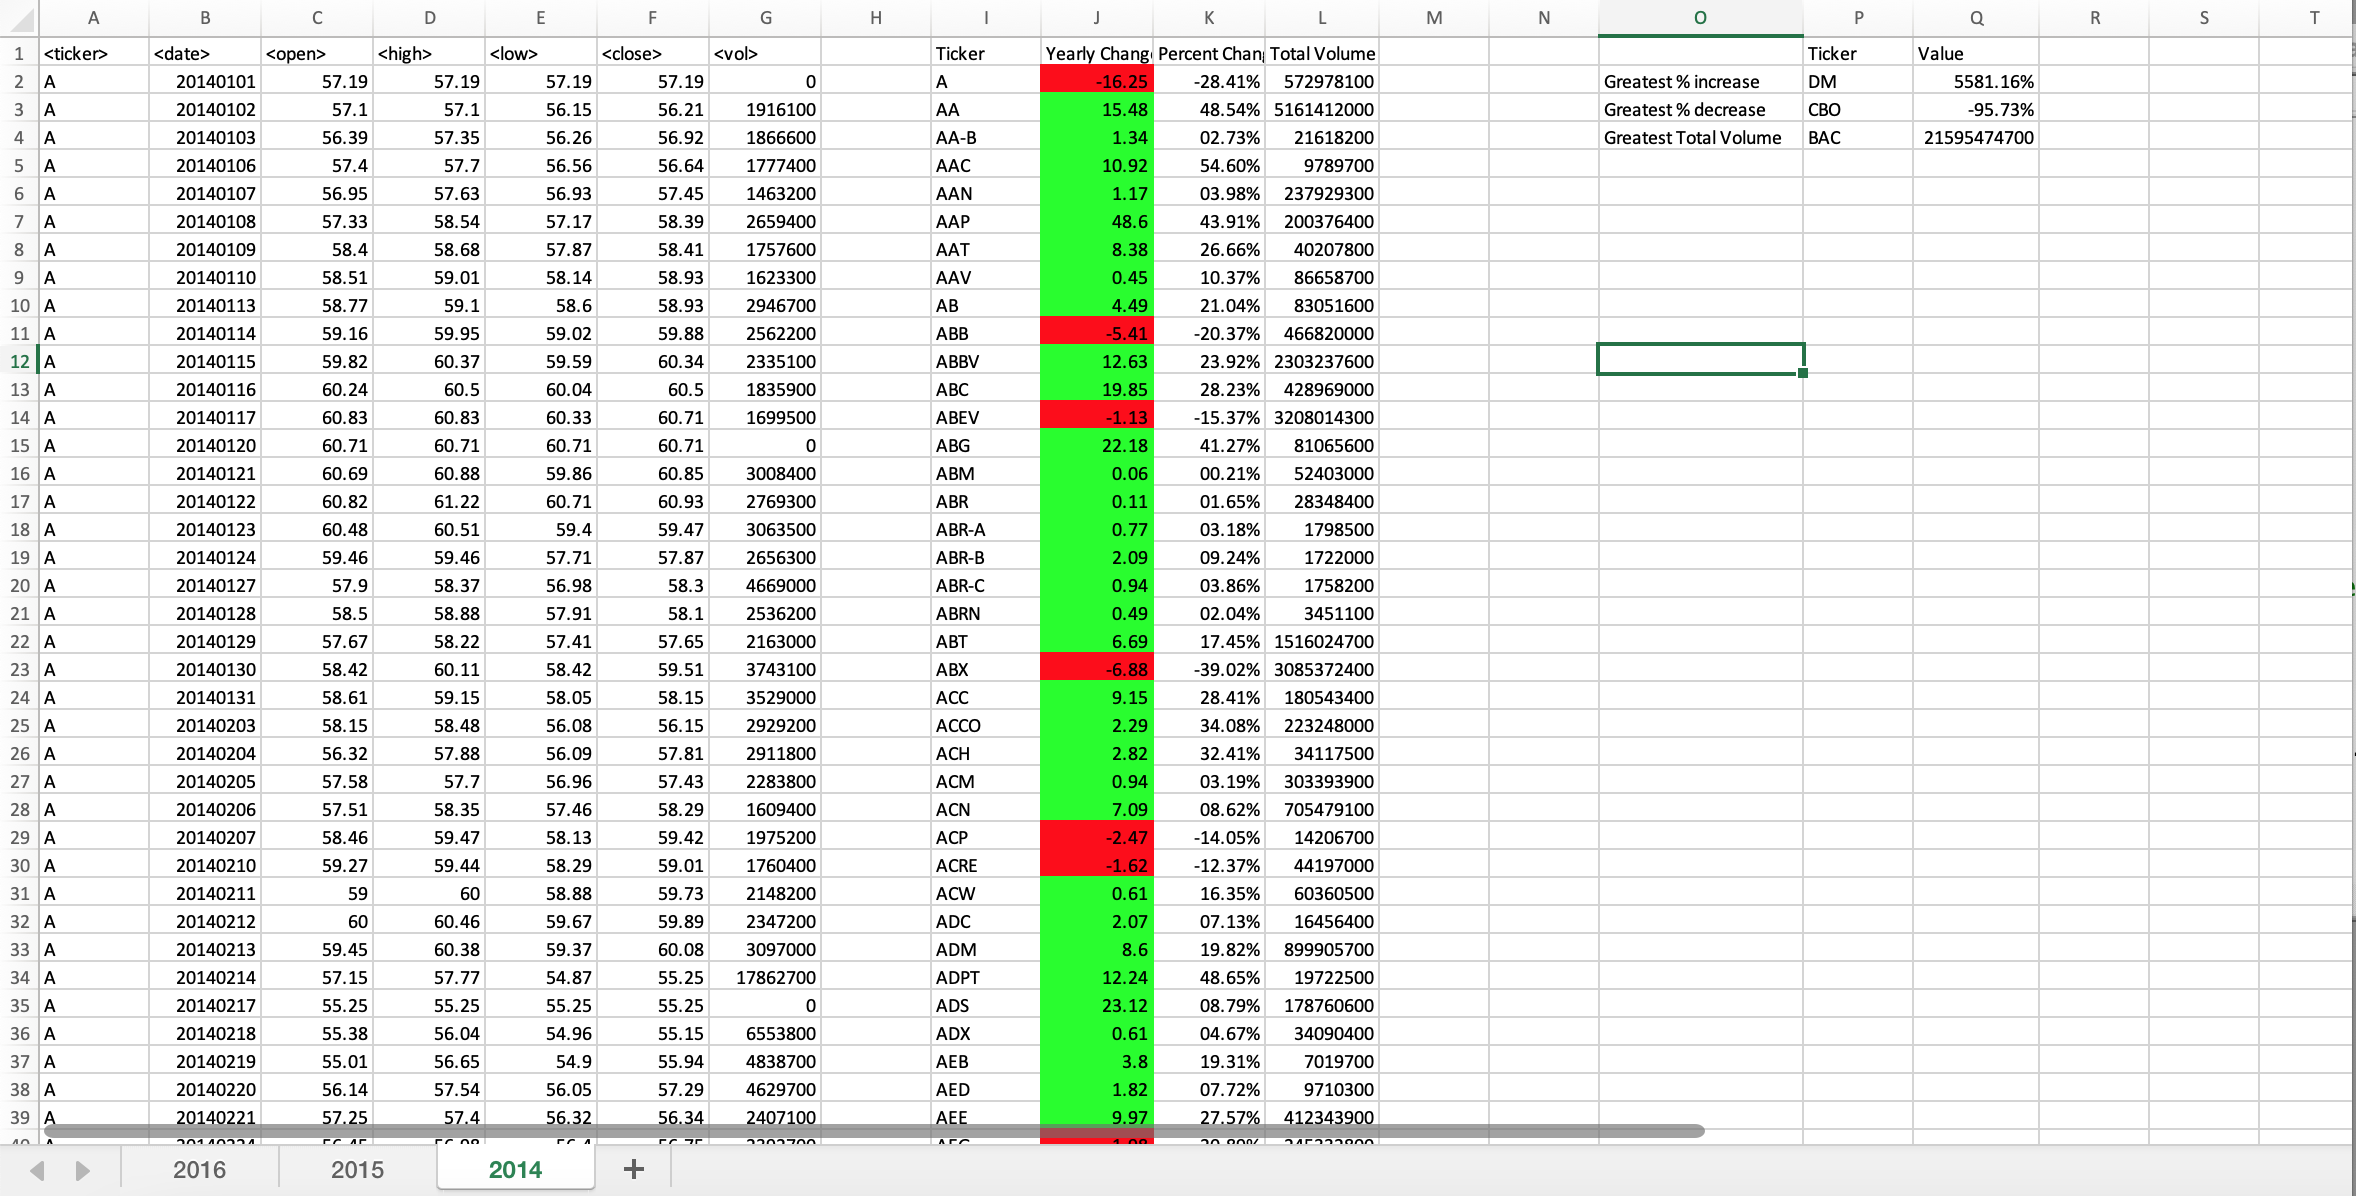 A B C D E F G H I J K L M N O P Q R S T
1 <ticker> <date> <open> <high> <low> <close> <vol> Ticker Yearly Chang Percent Chan Total Volume Ticker Value
2 A 20140101 57.19 57.19 57.19 57.19 0 A -16.25 -28.41% 572978100 Greatest % increase DM 5581.16%
3 A 20140102 57.1 57.1 56.15 56.21 1916100 AA 15.48 48.54% 5161412000 Greatest % decrease CBO -95.73%
4 A 20140103 56.39 57.35 56.26 56.92 1866600 AA-B 1.34 02.73% 21618200 Greatest Total Volume BAC 21595474700
5 A 20140106 57.4 57.7 56.56 56.64 1777400 AAC 10.92 54.60% 9789700
6 A 20140107 56.95 57.63 56.93 57.45 1463200 AAN 1.17 03.98% 237929300
7 A 20140108 57.33 58.54 57.17 58.39 2659400 AAP 48.6 43.91% 200376400
8 A 20140109 58.4 58.68 57.87 58.41 1757600 AAT 8.38 26.66% 40207800
9 A 20140110 58.51 59.01 58.14 58.93 1623300 AAV 0.45 10.37% 86658700
10 A 20140113 58.77 59.1 58.6 58.93 2946700 AB 4.49 21.04% 83051600
11 A 20140114 59.16 59.95 59.02 59.88 2562200 ABB -5.41 -20.37% 466820000
12 A 20140115 59.82 60.37 59.59 60.34 2335100 ABBV 12.63 23.92% 2303237600
13 A 20140116 60.24 60.5 60.04 60.5 1835900 ABC 19.85 28.23% 428969000
14 A 20140117 60.83 60.83 60.33 60.71 1699500 ABEV -1.13 -15.37% 3208014300
15 A 20140120 60.71 60.71 60.71 60.71 0 ABG 22.18 41.27% 81065600
16 A 20140121 60.69 60.88 59.86 60.85 3008400 ABM 0.06 00.21% 52403000
17 A 20140122 60.82 61.22 60.71 60.93 2769300 ABR 0.11 01.65% 28348400
18 A 20140123 60.48 60.51 59.4 59.47 3063500 ABR-A 0.77 03.18% 1798500
19 A 20140124 59.46 59.46 57.71 57.87 2656300 ABR-B 2.09 09.24% 1722000
20 A 20140127 57.9 58.37 56.98 58.3 4669000 ABR-C 0.94 03.86% 1758200
21 A 20140128 58.5 58.88 57.91 58.1 2536200 ABRN 0.49 02.04% 3451100
22 A 20140129 57.67 58.22 57.41 57.65 2163000 ABT 6.69 17.45% 1516024700
23 A 20140130 58.42 60.11 58.42 59.51 3743100 ABX -6.88 -39.02% 3085372400
24 A 20140131 58.61 59.15 58.05 58.15 3529000 ACC 9.15 28.41% 180543400
25 A 20140203 58.15 58.48 56.08 56.15 2929200 ACCO 2.29 34.08% 223248000
26 A 20140204 56.32 57.88 56.09 57.81 2911800 ACH 2.82 32.41% 34117500
27 A 20140205 57.58 57.7 56.96 57.43 2283800 ACM 0.94 03.19% 303393900
28 A 20140206 57.51 58.35 57.46 58.29 1609400 ACN 7.09 08.62% 705479100
29 A 20140207 58.46 59.47 58.13 59.42 1975200 ACP -2.47 -14.05% 14206700
30 A 20140210 59.27 59.44 58.29 59.01 1760400 ACRE -1.62 -12.37% 44197000
31 A 20140211 59 60 58.88 59.73 2148200 ACW 0.61 16.35% 60360500
32 A 20140212 60 60.46 59.67 59.89 2347200 ADC 2.07 07.13% 16456400
33 A 20140213 59.45 60.38 59.37 60.08 3097000 ADM 8.6 19.82% 899905700
34 A 20140214 57.15 57.77 54.87 55.25 17862700 ADPT 12.24 48.65% 19722500
35 A 20140217 55.25 55.25 55.25 55.25 0 ADS 23.12 08.79% 178760600
36 A 20140218 55.38 56.04 54.96 55.15 6553800 ADX 0.61 04.67% 34090400
37 A 20140219 55.01 56.65 54.9 55.94 4838700 AEB 3.8 19.31% 7019700
38 A 20140220 56.14 57.54 56.05 57.29 4629700 AED 1.82 07.72% 9710300
39 A 20140221 57.25 57.4 56.32 56.34 2407100 AEE 9.97 27.57% 412343900
2016 2015 2014 +